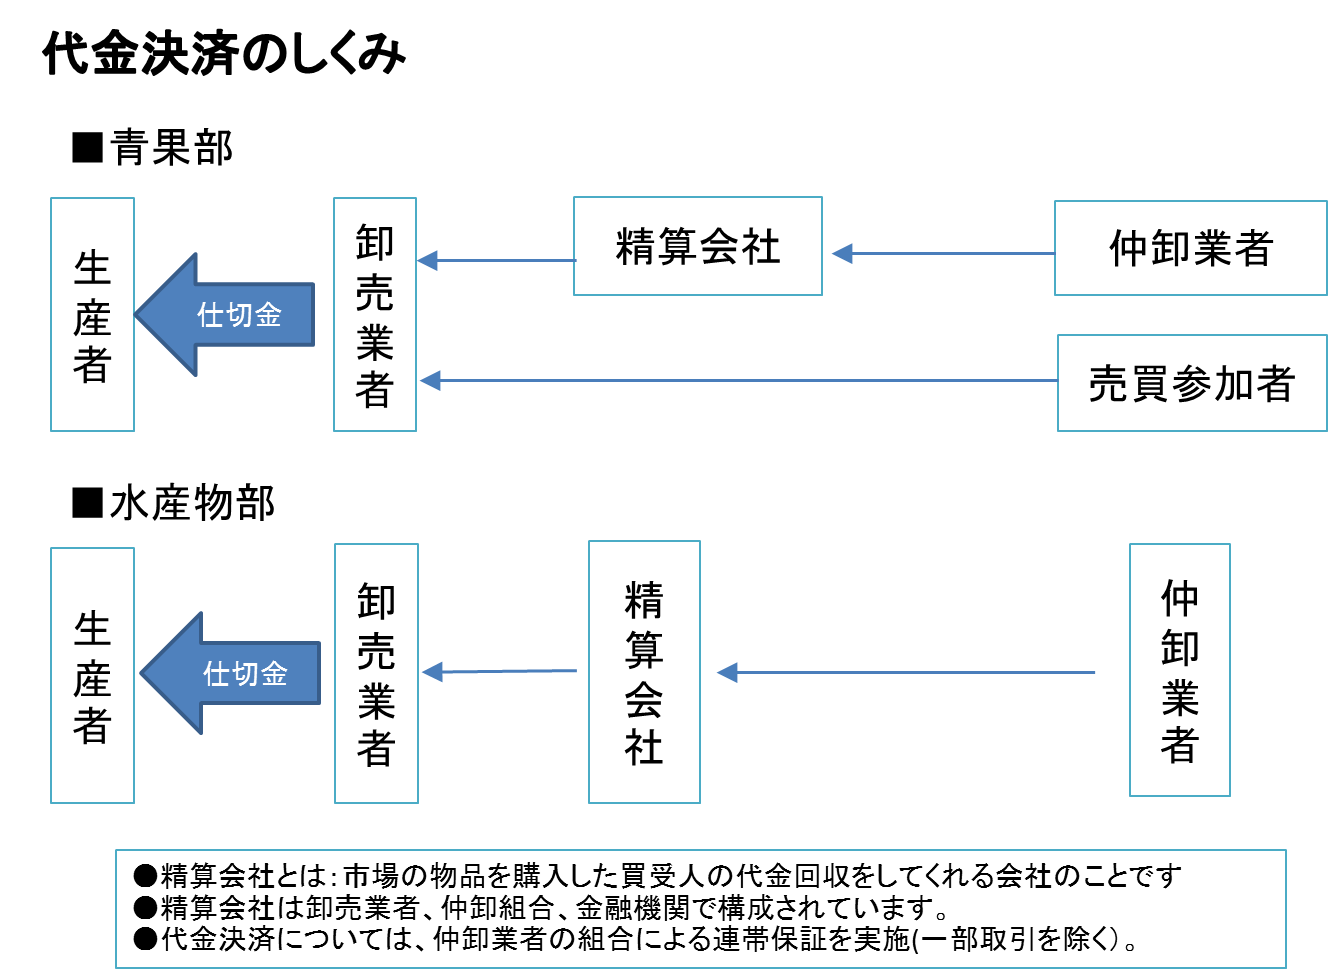 代金決済のしくみ
■青果部
生産者
仕切金
卸売業者
精算会社
仲卸業者
売買参加者
■水産物部
生産者
仕切金
卸売業者
精算会社
仲卸業者
●精算会社とは：市場の物品を購入した買受人の代金回収をしてくれる会社のことです
●精算会社は卸売業者、仲卸組合、金融機関で構成されています。
●代金決済については、仲卸業者の組合による連帯保証を実施(一部取引を除く）。